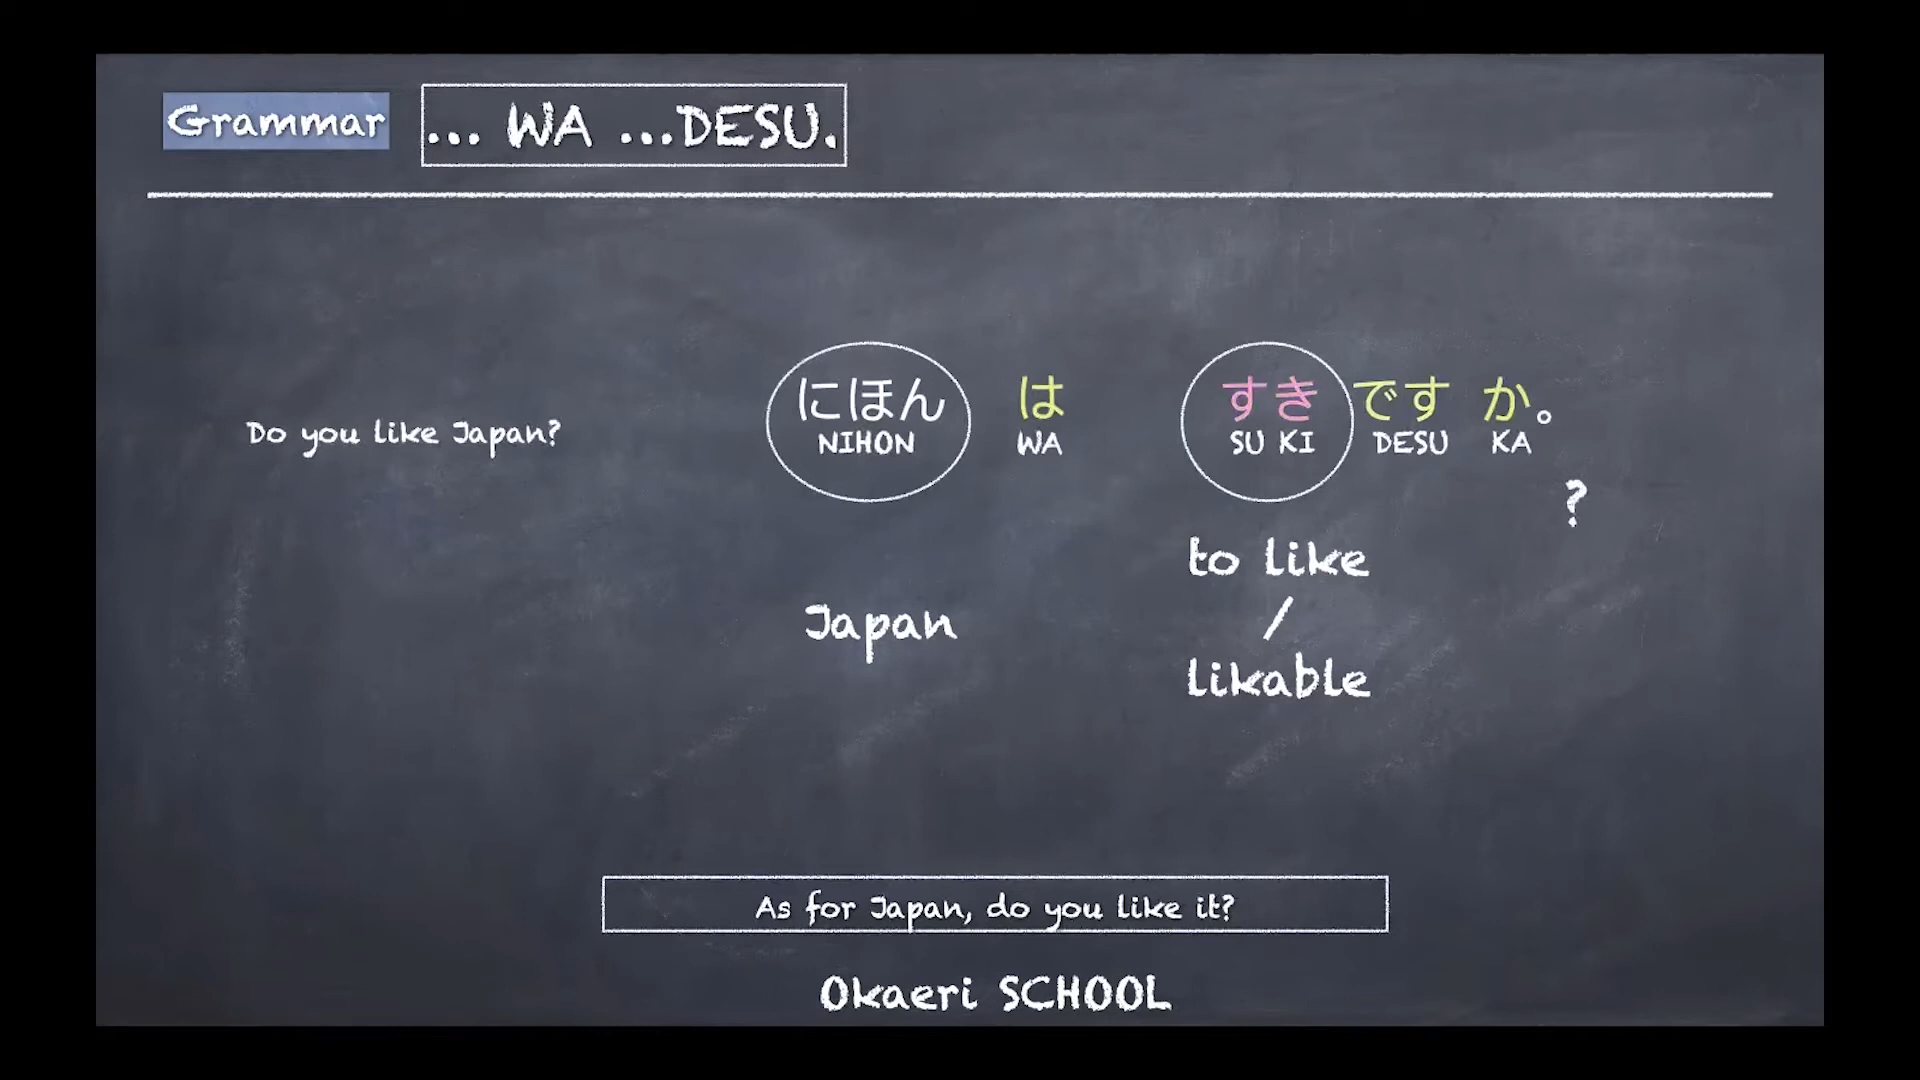 Grammar
... WA ...DESU.
Do you like Japan?
にほん は すき です か。
NIHON WA SU KI DESU KA
?
to like
/
likable
Japan
As for Japan, do you like it?
Okaeri SCHOOL